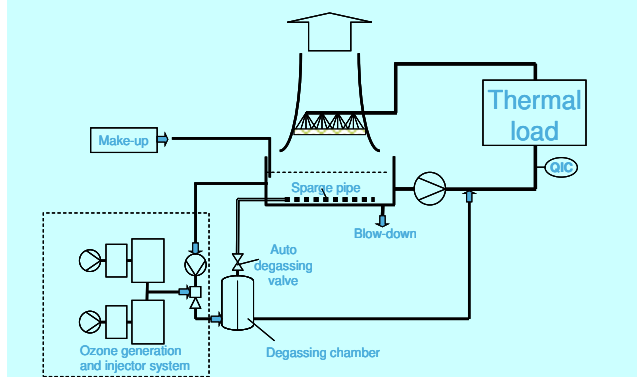 Thermal
load
Make-up
QIC
Sparge pipe
Blow-down
Auto
degassing
valve
Ozone generation
and injector system
Degassing chamber